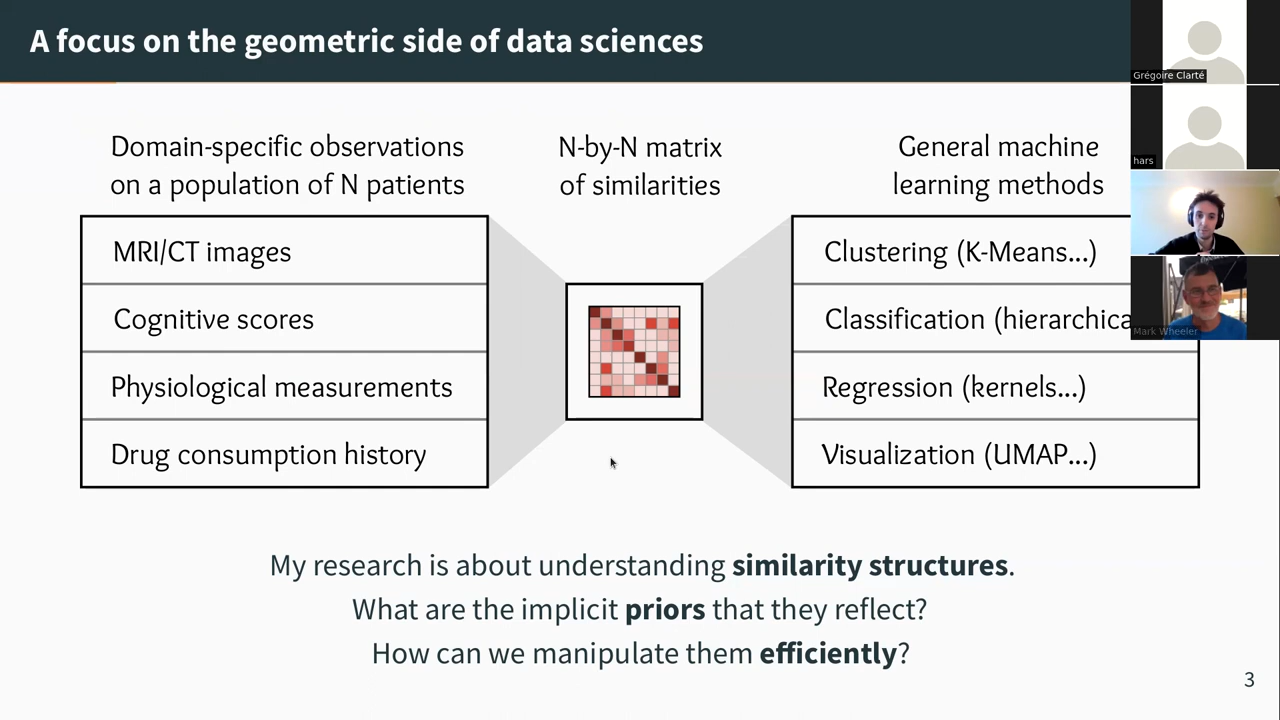 A focus on the geometric side of data sciences
Domain-specific observations
on a population of N patients
N-by-N matrix
of similarities
General machine
learning methods
MRI/CT images
Cognitive scores
Physiological measurements
Drug consumption history
Clustering (K-Means...)
Classification (hierarchica
Regression (kernels...)
Visualization (UMAP...)
My research is about understanding similarity structures.
What are the implicit priors that they reflect?
How can we manipulate them efficiently?
3
Grégoire Clarté
hars
Mark Wheeler